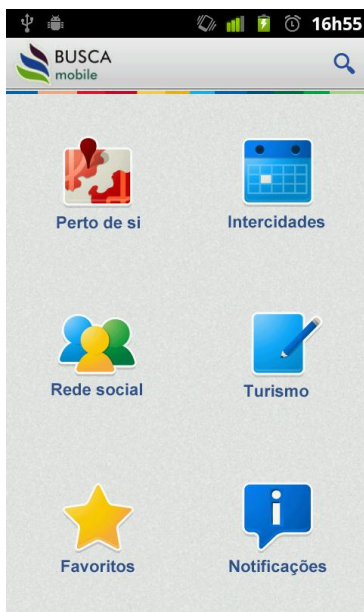 16h55
BUSCA
mobile
Perto de si
Intercidades
Rede social
Turismo
Favoritos
Notificações